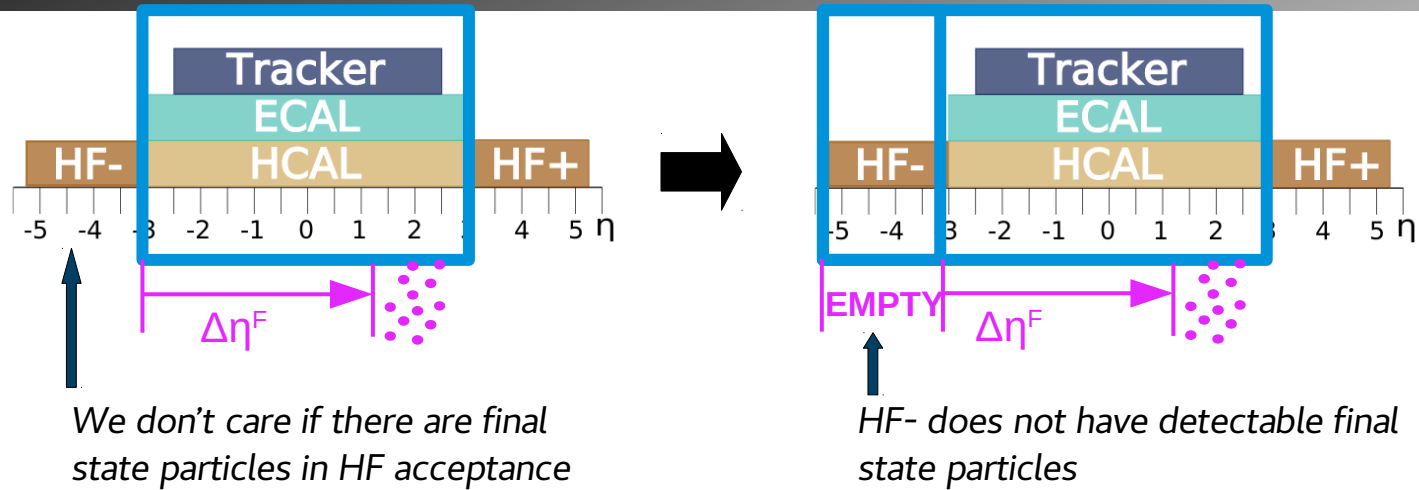 Tracker
ECAL
HF- HCAL HF+
-5 -4 -3 -2 -1 0 1 2 4 5 η
Δηᶠ
We don't care if there are final
state particles in HF acceptance
Tracker
ECAL
HF- HCAL HF+
-5 -4 3 -2 -1 0 1 2 3 4 5 η
EMPTY
Δηᶠ
HF- does not have detectable final
state particles